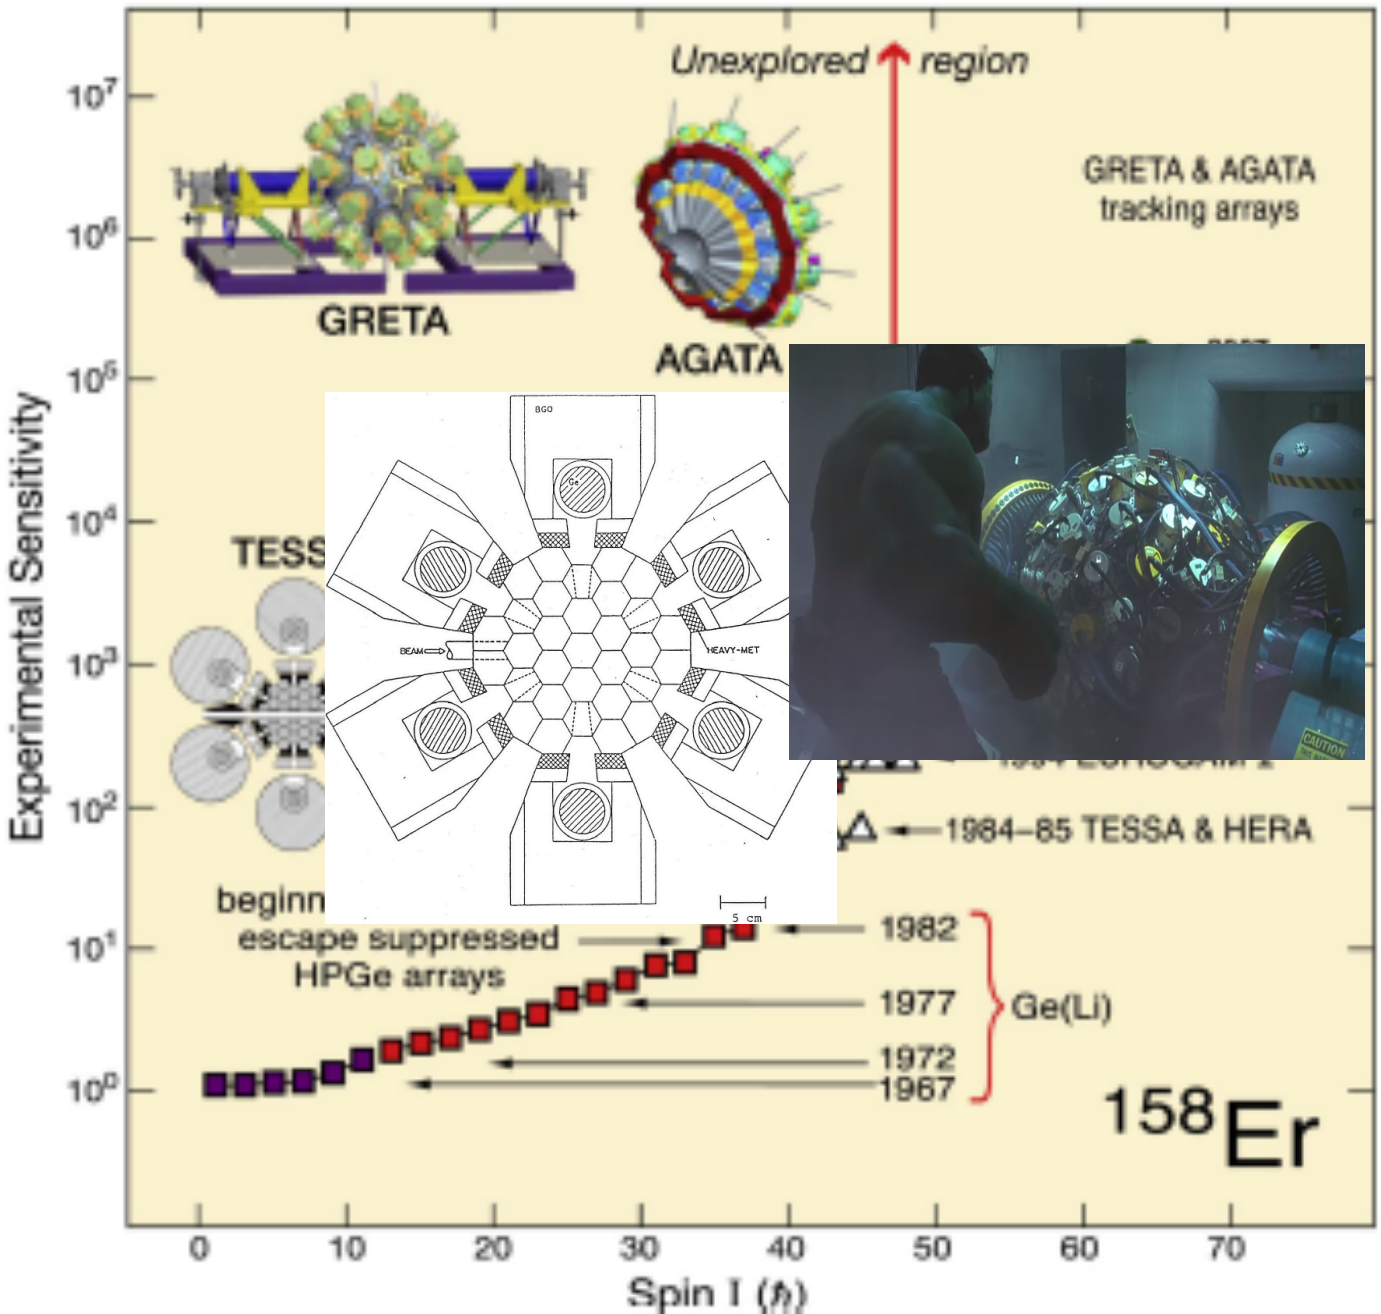 Unexplored region
10⁷
GRETA & AGATA
tracking arrays
10⁶
GRETA
AGATA
10⁵
Experimental Sensitivity
BGO
Ge
10⁴
TESS
10³
BEAM
HEAVY-MET
CAUTION
10²
1984–85 TESSA & HERA
beginn
5 cm
escape suppressed
1982
10¹
HPGe arrays
1977
Ge(Li)
1972
10⁰
1967
¹⁵⁸Er
0 10 20 30 40 50 60 70
Spin I (ℏ)